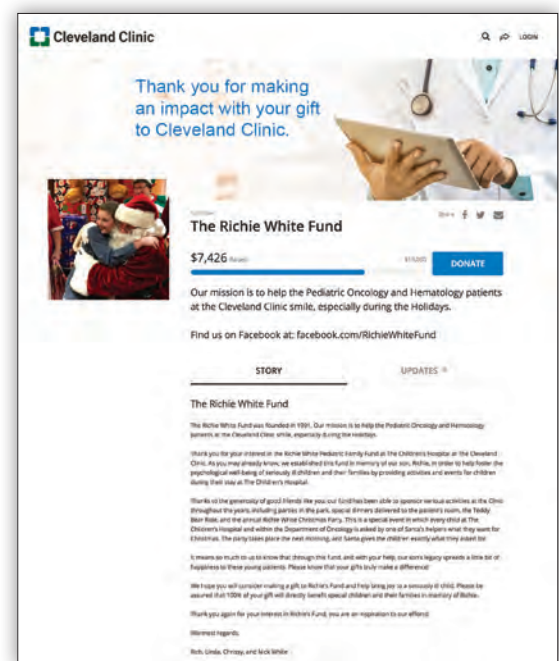 Cleveland Clinic
LOGIN
Thank you for making
an impact with your gift
to Cleveland Clinic.
The Richie White Fund
$7,426 Raised
DONATE
Our mission is to help the Pediatric Oncology and Hematology patients
at the Cleveland Clinic smile, especially during the Holidays.
Find us on Facebook at: facebook.com/RichieWhiteFund
STORY
UPDATES
The Richie White Fund
The Richie White Fund was founded in 1991. Our mission is to help the Pediatric Oncology and Hematology
patients at the Cleveland Clinic smile, especially during the Holidays.
Thank you for your interest in the Richie White Pediatric Family Fund at The Children's Hospital at The Cleveland
Clinic. As you may already know, we established this fund in memory of our son, Richie, in order to help foster the
psychological well-being of seriously ill children and their families by providing activities and events for children
during their stay at The Children's Hospital.
Thanks to the generosity of good friends like you, our fund has been able to sponsor various activities at the Clinic
throughout the years, including parties in the park, special dinners delivered to the patient's room, the Teddy
Bear Boat, and the annual Richie White Christmas Party. This is a special event in which every child at The
Children's Hospital and within the Department of Oncology is asked by one of Santa's helpers what they want for
Christmas. The party takes place the next morning, and Santa gives the children exactly what they asked for.
It means so much to us to know that through this fund, and with your help, our son's legacy spreads a little bit of
happiness to these young patients. Please know that your gifts truly make a difference!
We hope you will consider making a gift to Richie's Fund and help bring joy to a seriously ill child. Please be
assured that 100% of your gift will directly benefit special children and their families in memory of Richie.
Thank you again for your interest in Richie's Fund, you are an inspiration to our efforts!
Warmest regards,
Rich, Linda, Chrissy, and Nick White